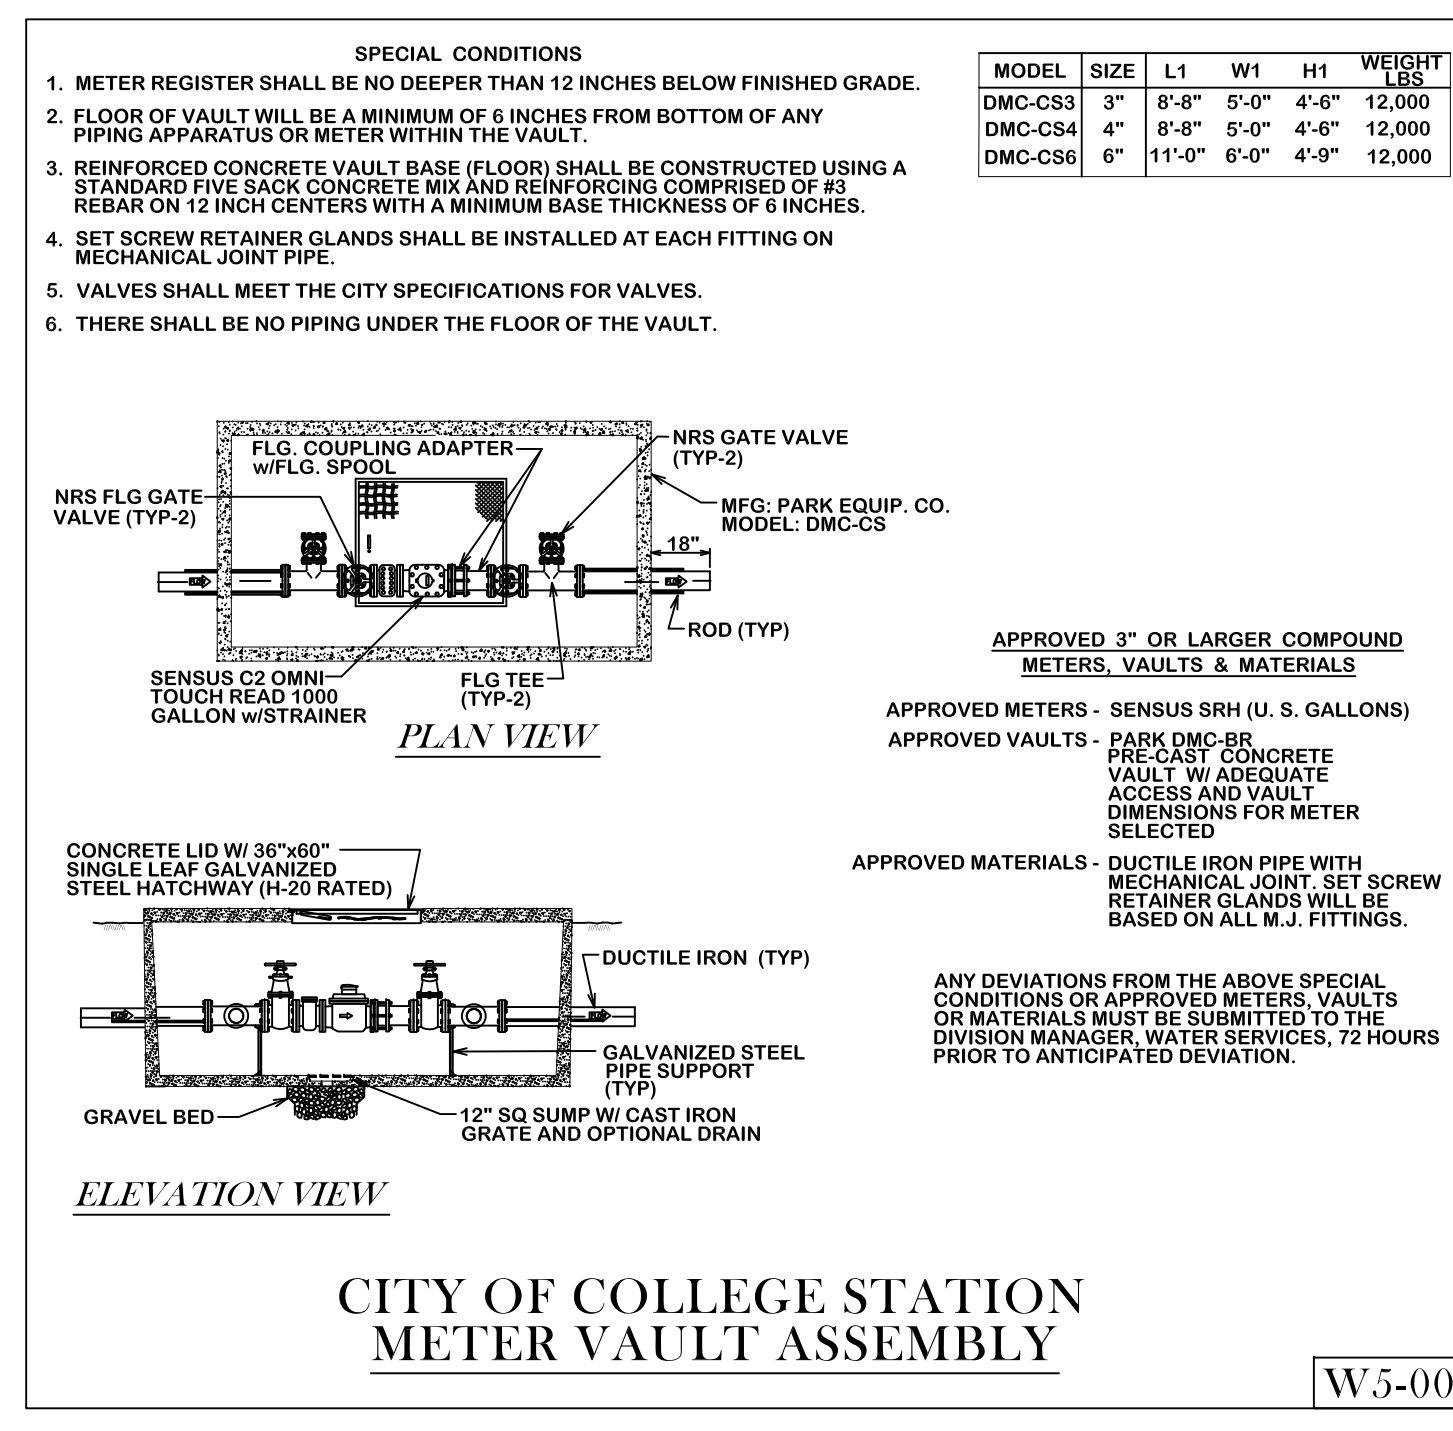 SPECIAL CONDITIONS
1. METER REGISTER SHALL BE NO DEEPER THAN 12 INCHES BELOW FINISHED GRADE.
2. FLOOR OF VAULT WILL BE A MINIMUM OF 6 INCHES FROM BOTTOM OF ANY
PIPING APPARATUS OR METER WITHIN THE VAULT.
3. REINFORCED CONCRETE VAULT BASE (FLOOR) SHALL BE CONSTRUCTED USING A
STANDARD FIVE SACK CONCRETE MIX AND REINFORCING COMPRISED OF #3
REBAR ON 12 INCH CENTERS WITH A MINIMUM BASE THICKNESS OF 6 INCHES.
4. SET SCREW RETAINER GLANDS SHALL BE INSTALLED AT EACH FITTING ON
MECHANICAL JOINT PIPE.
5. VALVES SHALL MEET THE CITY SPECIFICATIONS FOR VALVES.
6. THERE SHALL BE NO PIPING UNDER THE FLOOR OF THE VAULT.
MODEL SIZE L1 W1 H1 WEIGHT LBS
DMC-CS3 3" 8'-8" 5'-0" 4'-6" 12,000
DMC-CS4 4" 8'-8" 5'-0" 4'-6" 12,000
DMC-CS6 6" 11'-0" 6'-0" 4'-9" 12,000
FLG. COUPLING ADAPTER
w/FLG. SPOOL
NRS GATE VALVE
(TYP-2)
NRS FLG GATE
VALVE (TYP-2)
MFG: PARK EQUIP. CO.
MODEL: DMC-CS
18"
FLOW
FLOW
ROD (TYP)
SENSUS C2 OMNI
TOUCH READ 1000
GALLON w/STRAINER
FLG TEE
(TYP-2)
PLAN VIEW
APPROVED 3" OR LARGER COMPOUND
METERS, VAULTS & MATERIALS
APPROVED METERS - SENSUS SRH (U. S. GALLONS)
APPROVED VAULTS - PARK DMC-BR
PRE-CAST CONCRETE
VAULT W/ ADEQUATE
ACCESS AND VAULT
DIMENSIONS FOR METER
SELECTED
APPROVED MATERIALS - DUCTILE IRON PIPE WITH
MECHANICAL JOINT. SET SCREW
RETAINER GLANDS WILL BE
BASED ON ALL M.J. FITTINGS.
ANY DEVIATIONS FROM THE ABOVE SPECIAL
CONDITIONS OR APPROVED METERS, VAULTS
OR MATERIALS MUST BE SUBMITTED TO THE
DIVISION MANAGER, WATER SERVICES, 72 HOURS
PRIOR TO ANTICIPATED DEVIATION.
CONCRETE LID W/ 36"x60"
SINGLE LEAF GALVANIZED
STEEL HATCHWAY (H-20 RATED)
DUCTILE IRON (TYP)
FLOW
FLOW
GALVANIZED STEEL
PIPE SUPPORT
(TYP)
GRAVEL BED
12" SQ SUMP W/ CAST IRON
GRATE AND OPTIONAL DRAIN
ELEVATION VIEW
CITY OF COLLEGE STATION
METER VAULT ASSEMBLY
W5-00